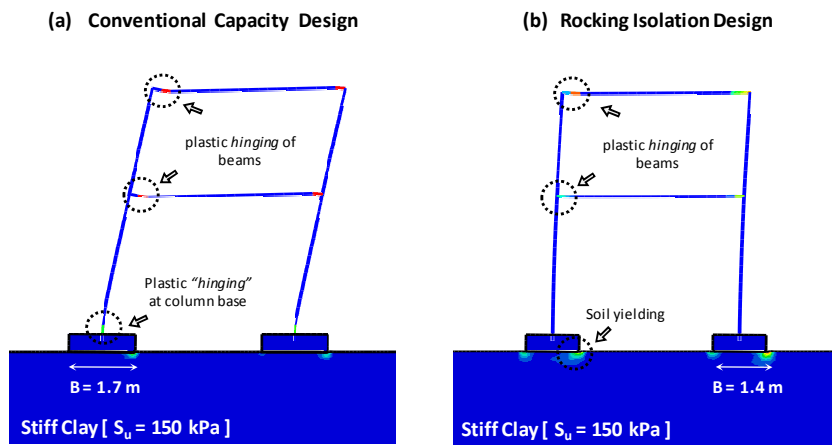 (a) Conventional Capacity Design
plastic hinging of
beams
Plastic "hinging"
at column base
B = 1.7 m
Stiff Clay [ Su = 150 kPa ]
(b) Rocking Isolation Design
plastic hinging of
beams
Soil yielding
B = 1.4 m
Stiff Clay [ Su = 150 kPa ]